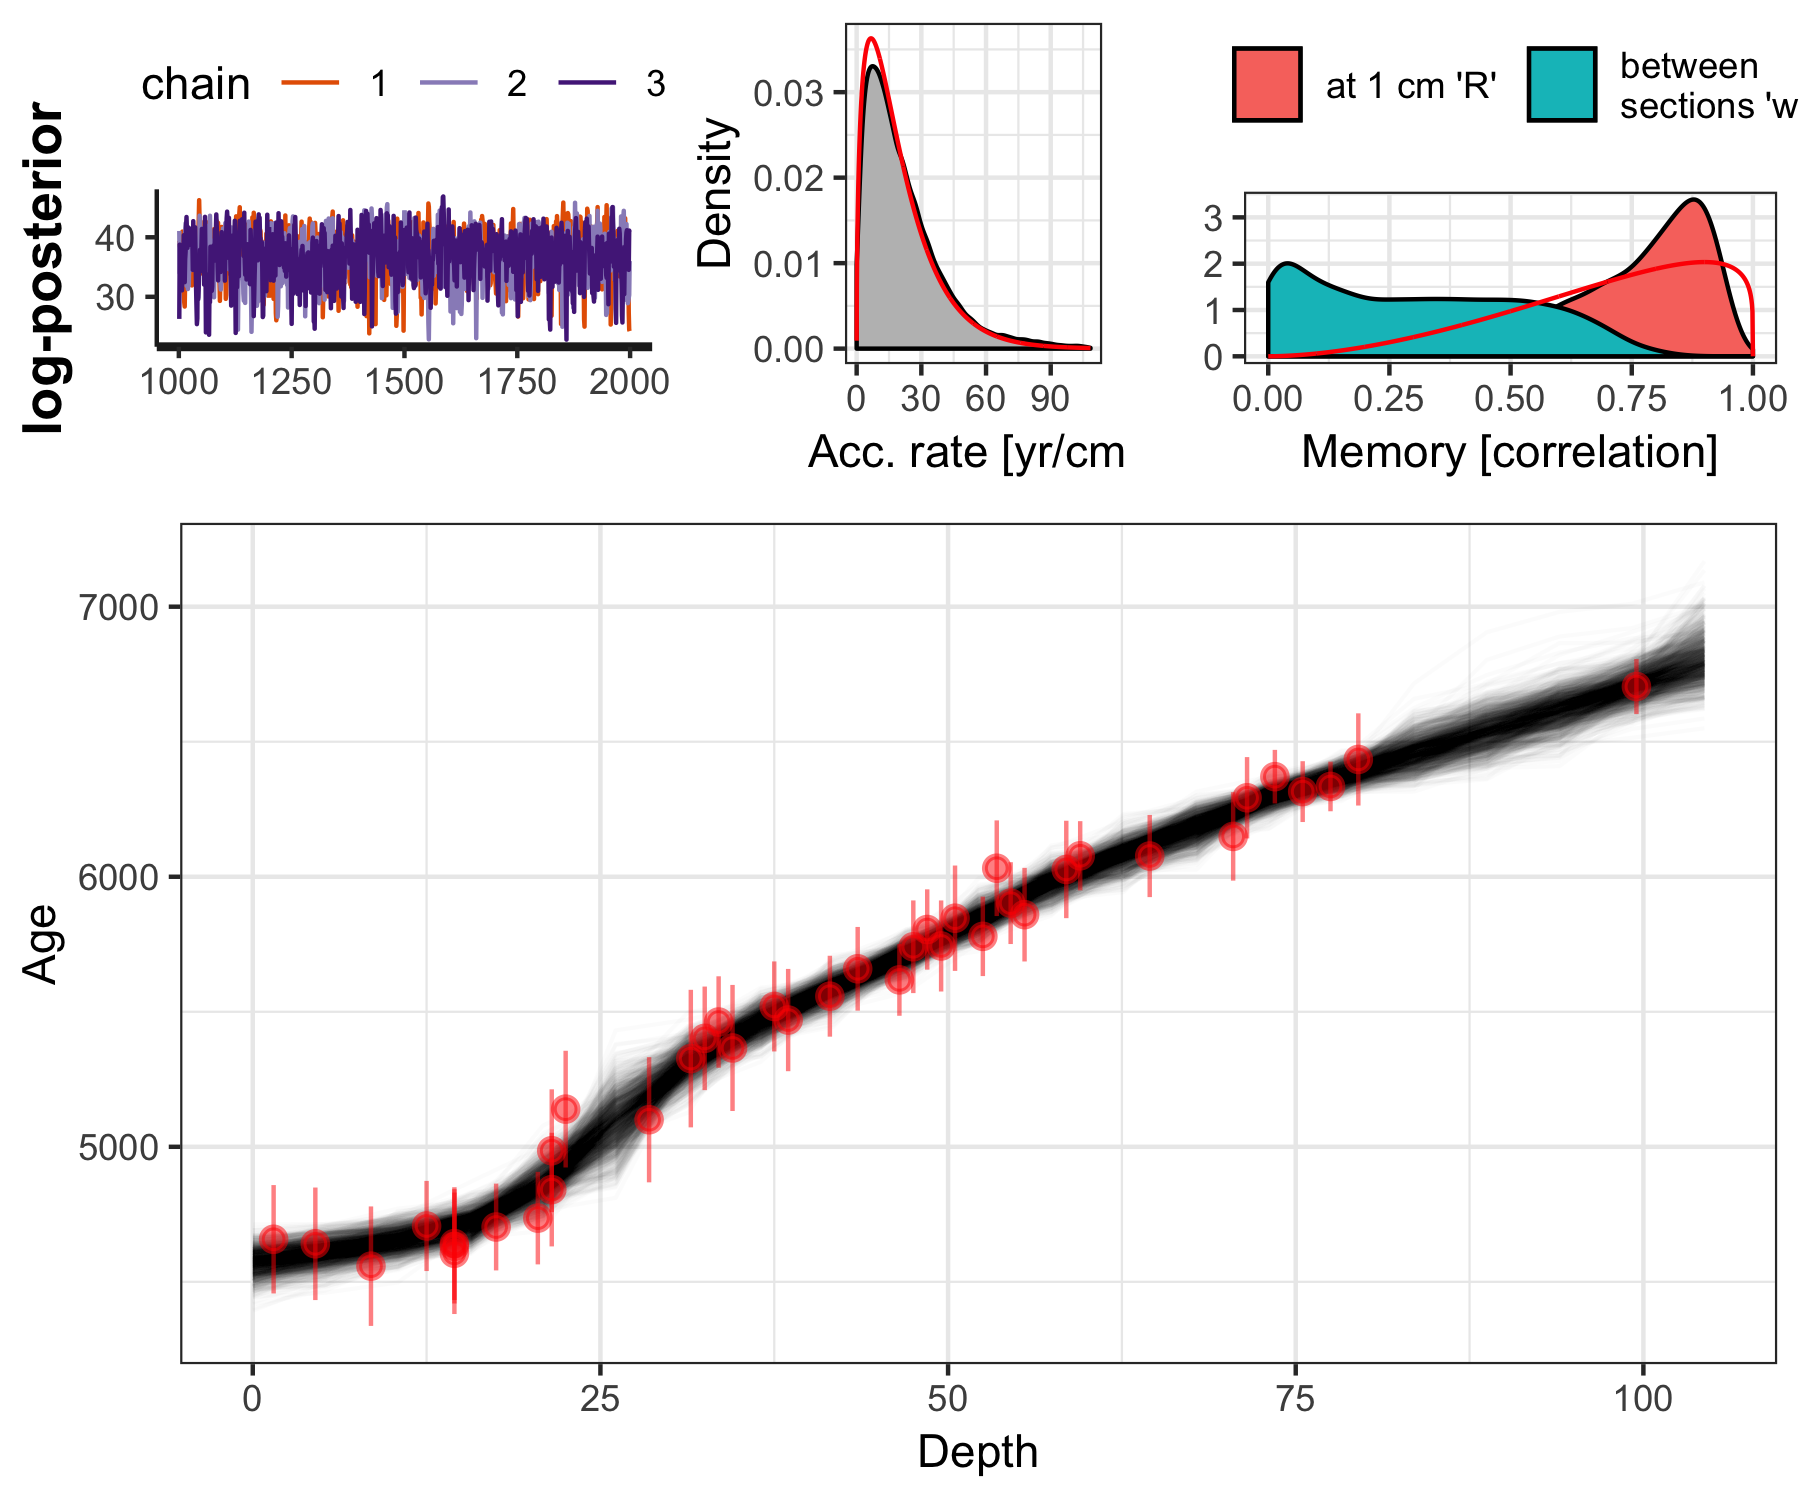 chain 1 2 3
log-posterior
40
30
1000 1250 1500 1750 2000
Density
0.03
0.02
0.01
0.00
0 30 60 90
Acc. rate [yr/cm
at 1 cm 'R'
between
sections 'w
3
2
1
0
0.00 0.25 0.50 0.75 1.00
Memory [correlation]
Age
7000
6000
5000
0 25 50 75 100
Depth